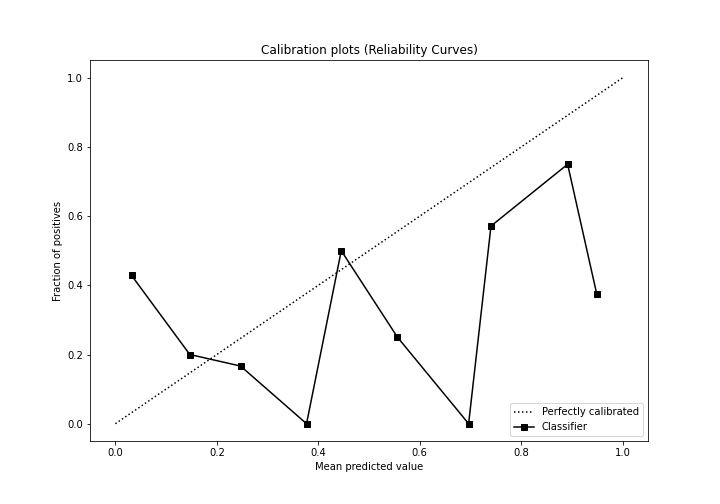 Calibration plots (Reliability Curves)
1.0
0.8
0.6
0.4
0.2
0.0
Fraction of positives
0.0 0.2 0.4 0.6 0.8 1.0
Mean predicted value
Perfectly calibrated
Classifier